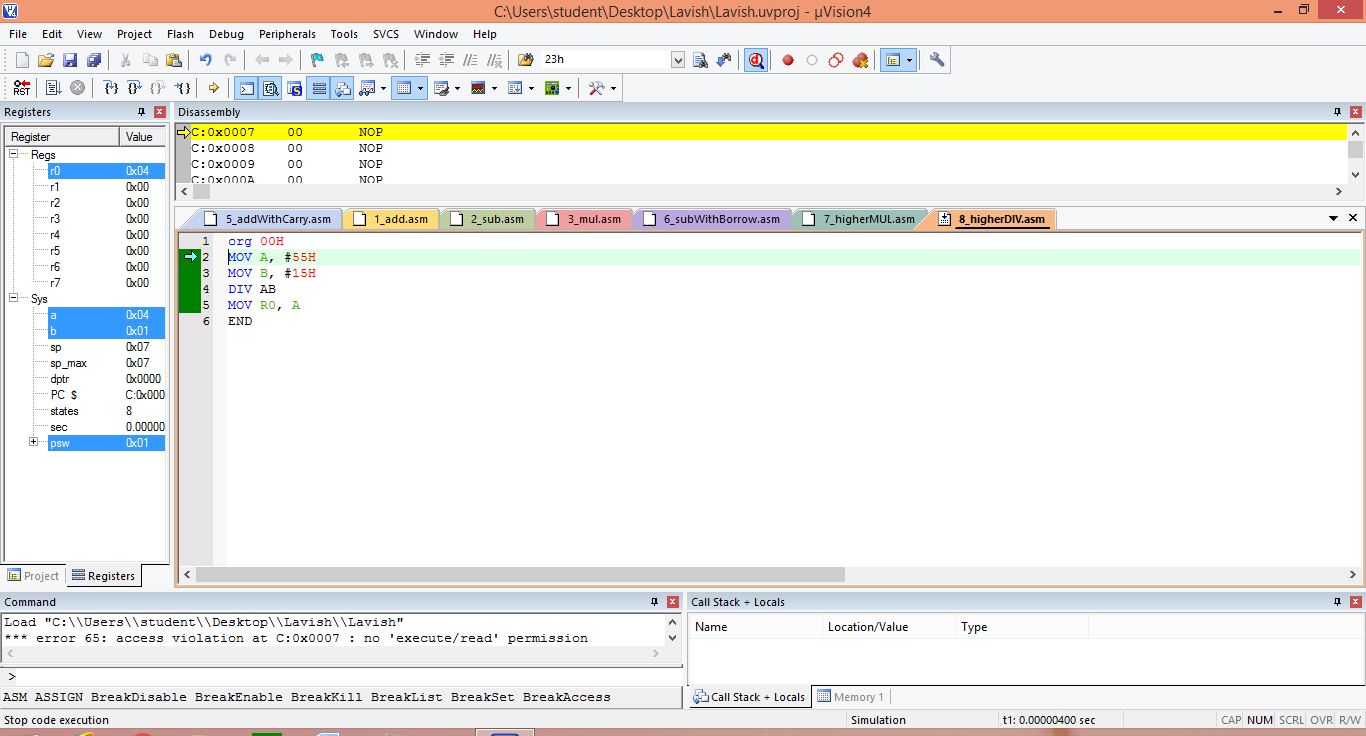 C:\Users\student\Desktop\Lavish\Lavish.uvproj - µVision4
File Edit View Project Flash Debug Peripherals Tools SVCS Window Help
23h
RST
Registers
Register Value
Regs
r0 0x04
r1 0x00
r2 0x00
r3 0x00
r4 0x00
r5 0x00
r6 0x00
r7 0x00
Sys
a 0x04
b 0x01
sp 0x07
sp_max 0x07
dptr 0x0000
PC $ C:0x000
states 8
sec 0.00000
psw 0x01
Project Registers
Disassembly
C:0x0007 00 NOP
C:0x0008 00 NOP
C:0x0009 00 NOP
C:0x000A 00 NOP
5_addWithCarry.asm 1_add.asm 2_sub.asm 3_mul.asm 6_subWithBorrow.asm 7_higherMUL.asm 8_higherDIV.asm
1 org 00H
2 MOV A, #55H
3 MOV B, #15H
4 DIV AB
5 MOV R0, A
6 END
Command
Load "C:\\Users\\student\\Desktop\\Lavish\\Lavish"
*** error 65: access violation at C:0x0007 : no 'execute/read' permission
>
ASM ASSIGN BreakDisable BreakEnable BreakKill BreakList BreakSet BreakAccess
Call Stack + Locals
Name Location/Value Type
Call Stack + Locals Memory 1
Stop code execution Simulation t1: 0.00000400 sec CAP NUM SCRL OVR R/W